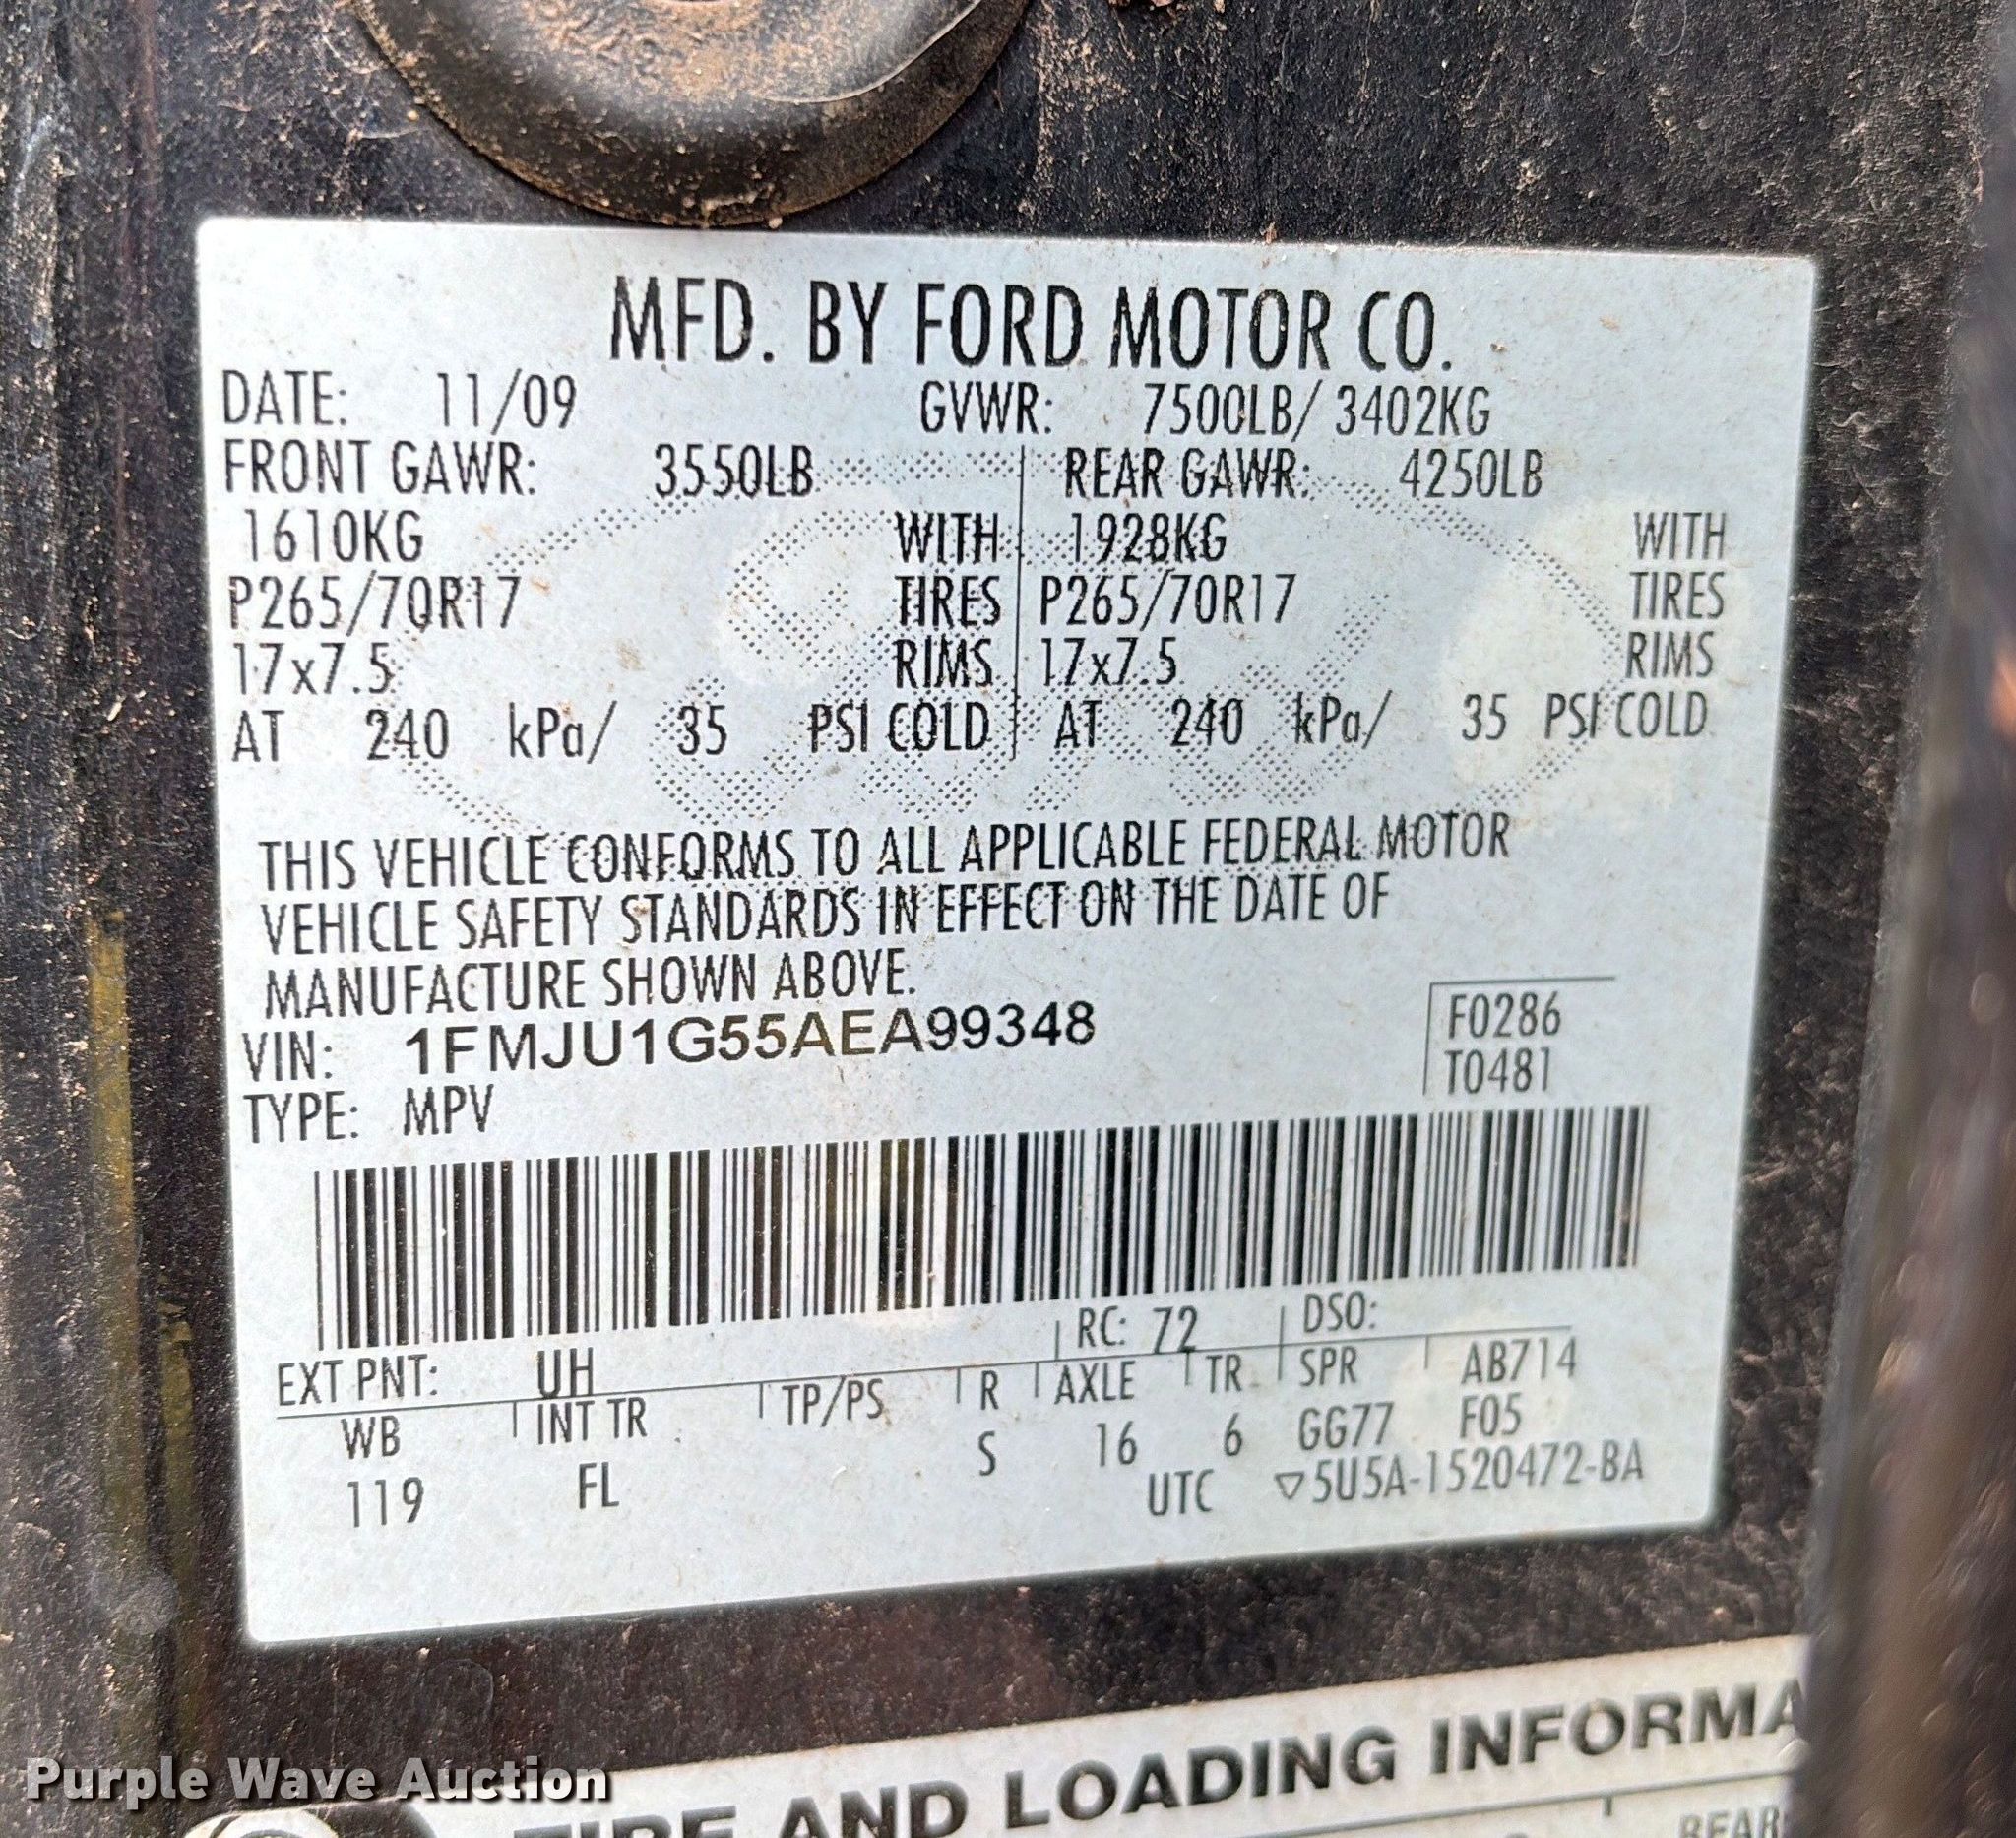 MFD. BY FORD MOTOR CO.
DATE: 11/09 GVWR: 7500LB/ 3402KG
FRONT GAWR: 3550LB REAR GAWR: 4250LB
1610KG WITH 1928KG WITH
P265/70R17 TIRES P265/70R17 TIRES
17x7.5 RIMS 17x7.5 RIMS
AT 240 kPa/ 35 PSI COLD AT 240 kPa/ 35 PSI COLD
THIS VEHICLE CONFORMS TO ALL APPLICABLE FEDERAL MOTOR
VEHICLE SAFETY STANDARDS IN EFFECT ON THE DATE OF
MANUFACTURE SHOWN ABOVE.
VIN: 1FMJU1G55AEA99348 F0286
TYPE: MPV T0481
EXT PNT: UH RC: 72 DSO:
WB INT TR TP/PS R AXLE TR SPR AB714
119 FL S 16 6 GG77 F05
UTC ▽5U5A-1520472-BA
TIRE AND LOADING INFORMA
REAR
Purple Wave Auction